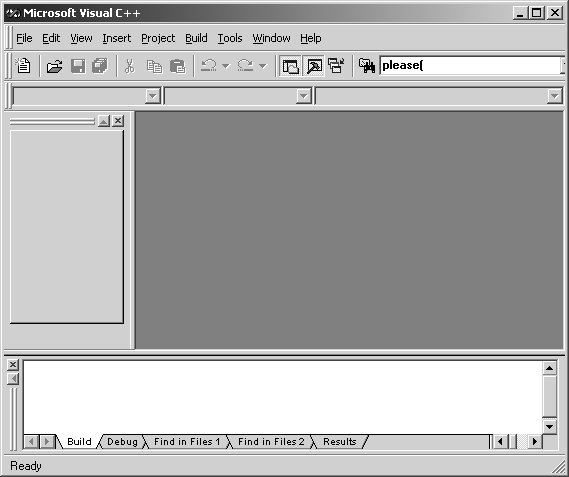 Microsoft Visual C++
File Edit View Insert Project Build Tools Window Help
please(
Build Debug Find in Files 1 Find in Files 2 Results
Ready